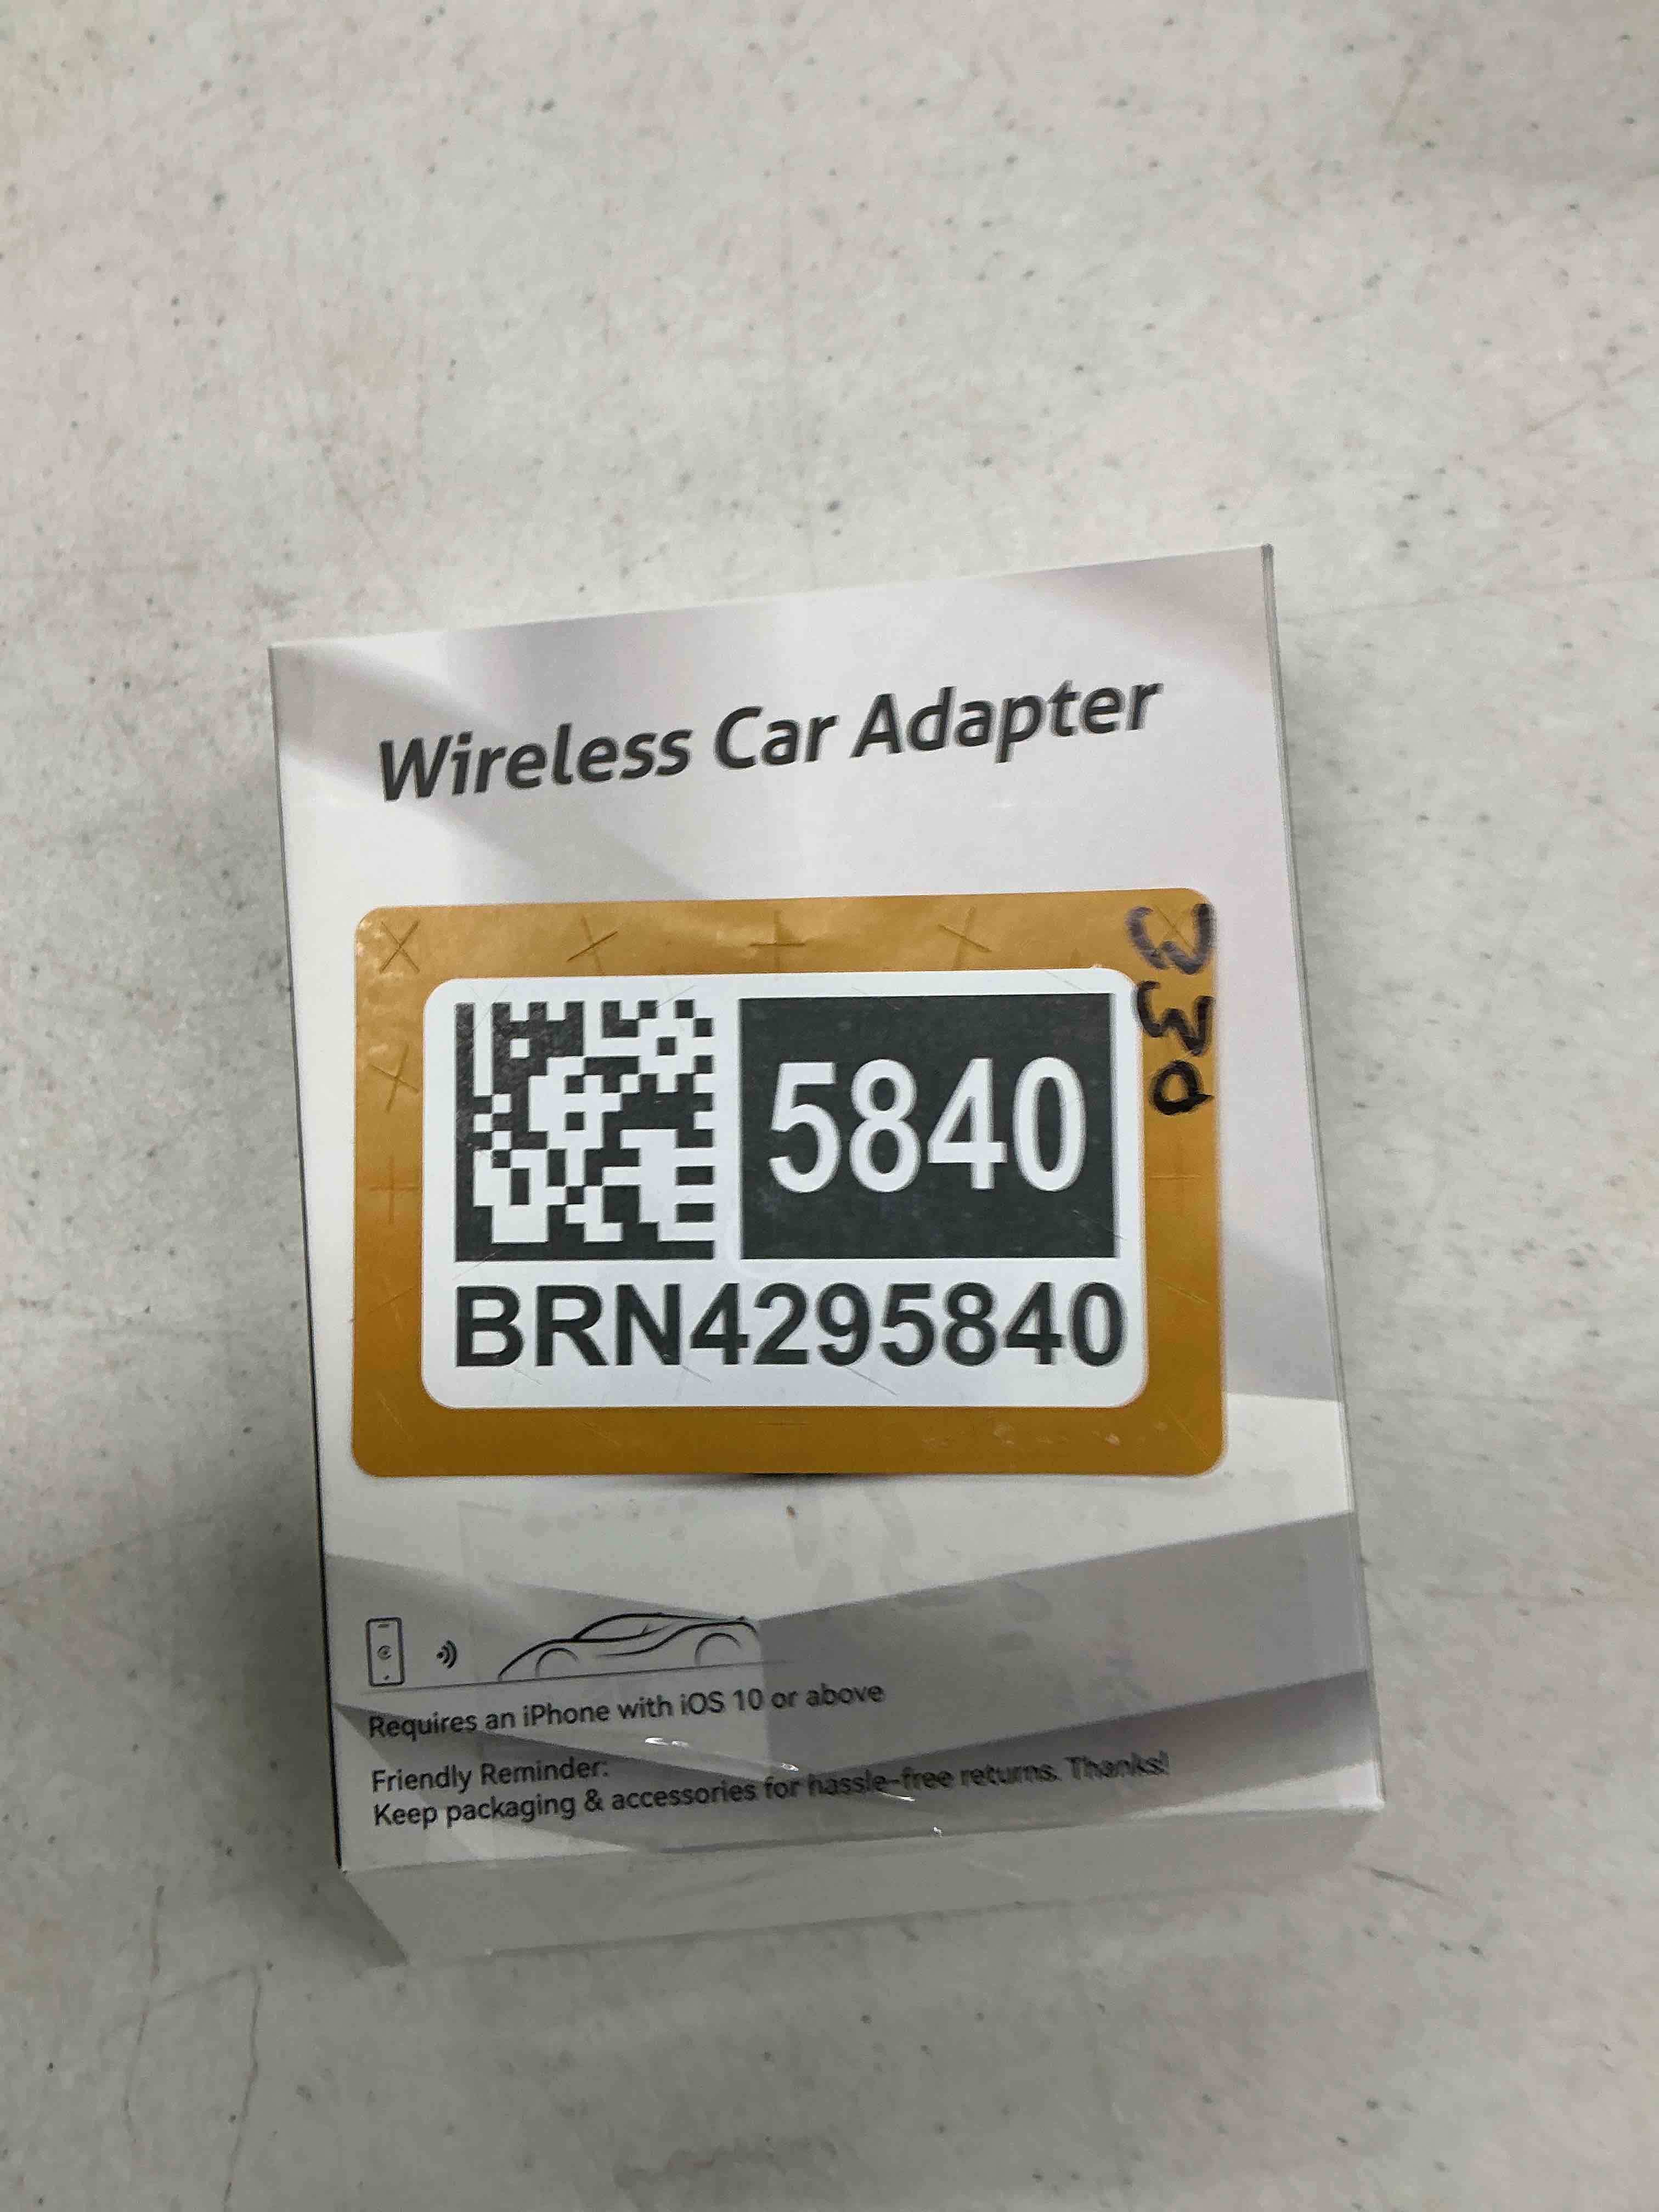 Wireless Car Adapter
5840
BRN4295840
Requires an iPhone with iOS 10 or above
Friendly Reminder:
Keep packaging & accessories for hassle-free returns. Thanks!